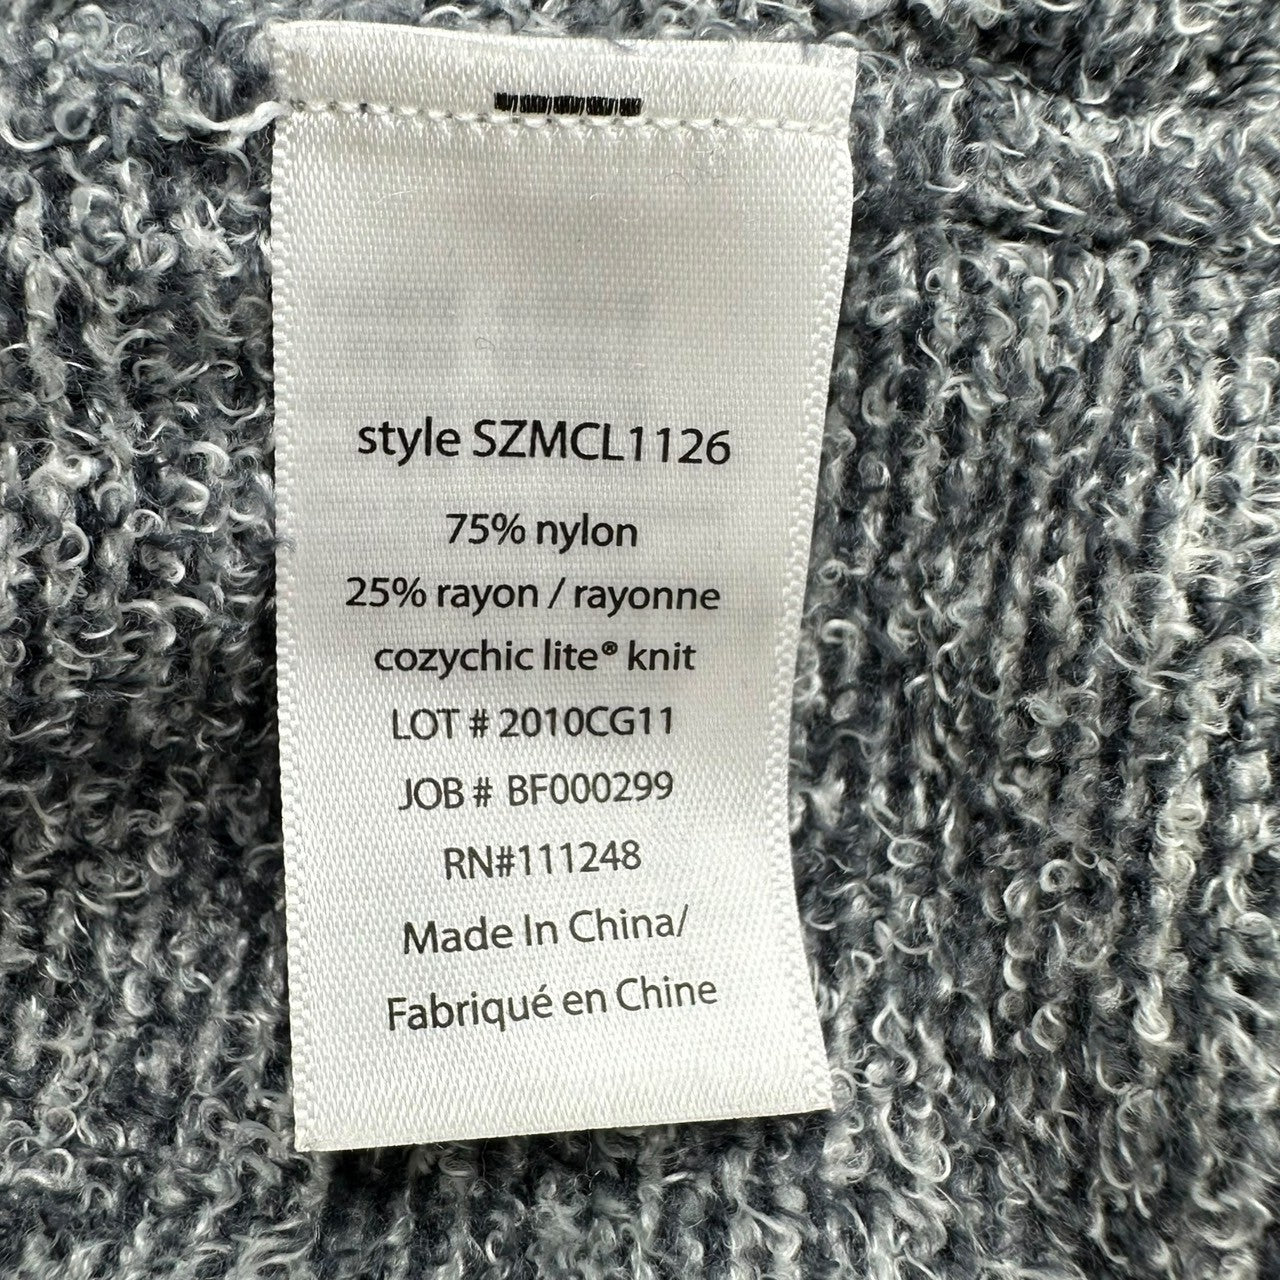 style SZMCL1126
75% nylon
25% rayon / rayonne
cozychic lite® knit
LOT # 2010CG11
JOB # BF000299
RN#111248
Made In China/
Fabriqué en Chine